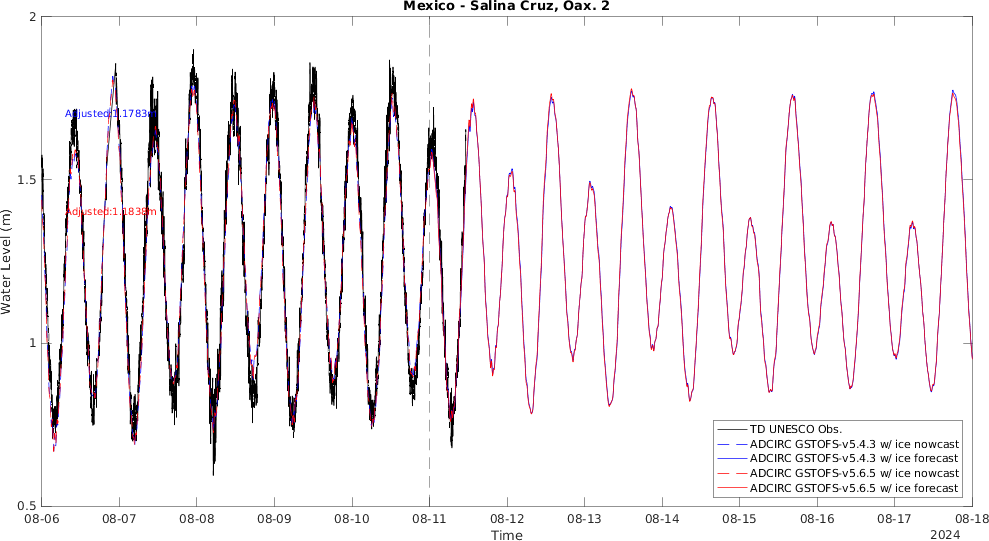 Mexico - Salina Cruz, Oax. 2
2
1.5
1
0.5
Water Level (m)
Adjusted:1.1783m
Adjusted:1.1838m
TD UNESCO Obs.
ADCIRC GSTOFS-v5.4.3 w/ ice nowcast
ADCIRC GSTOFS-v5.4.3 w/ ice forecast
ADCIRC GSTOFS-v5.6.5 w/ ice nowcast
ADCIRC GSTOFS-v5.6.5 w/ ice forecast
08-06 08-07 08-08 08-09 08-10 08-11 08-12 08-13 08-14 08-15 08-16 08-17 08-18
Time
2024